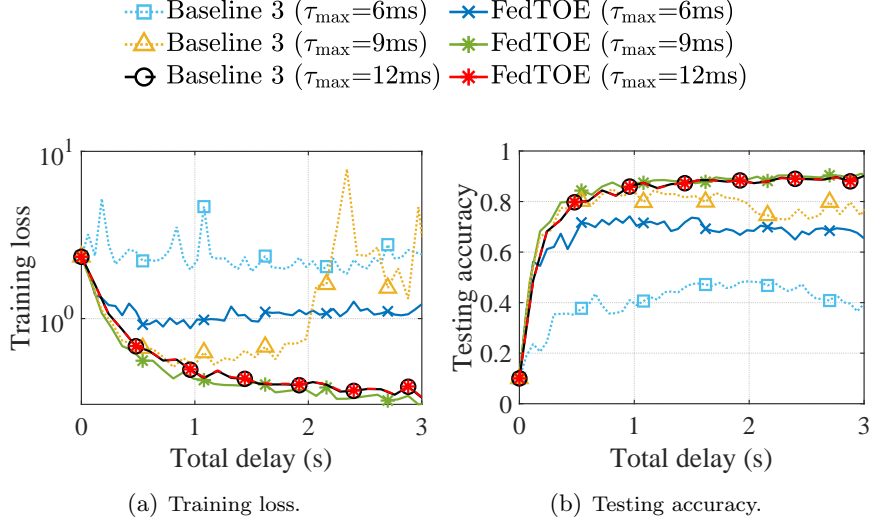 Baseline 3 (τmax=6ms) FedTOE (τmax=6ms)
Baseline 3 (τmax=9ms) FedTOE (τmax=9ms)
Baseline 3 (τmax=12ms) FedTOE (τmax=12ms)
Training loss
10^1
10^0
0 1 2 3
Total delay (s)
(a) Training loss.
Testing accuracy
1
0.8
0.6
0.4
0.2
0
0 1 2 3
Total delay (s)
(b) Testing accuracy.